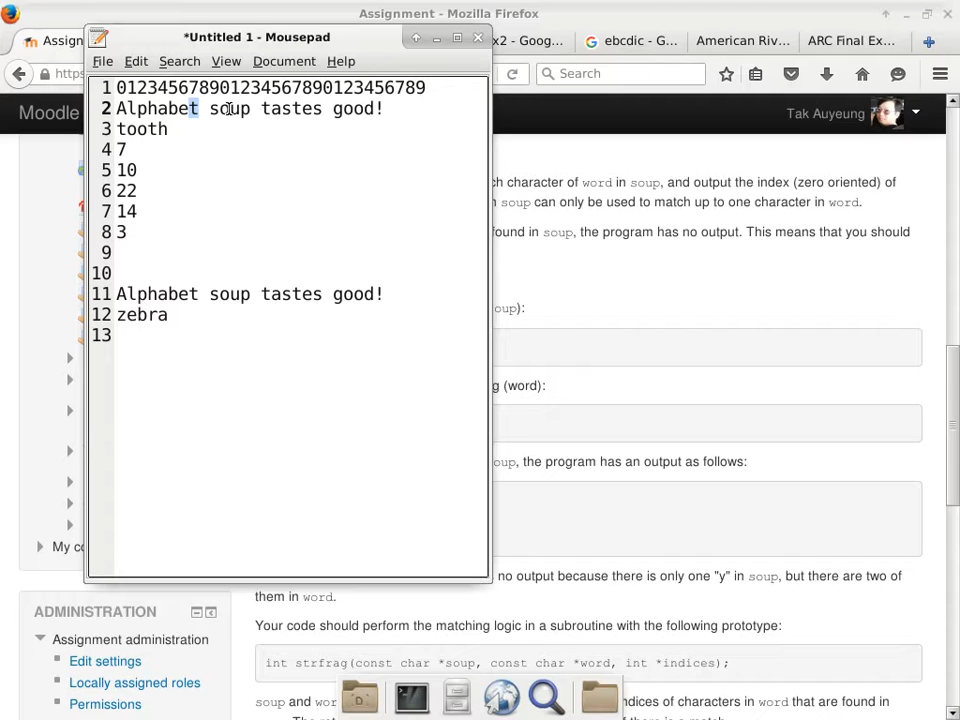 Assignment - Mozilla Firefox
*Untitled 1 - Mousepad
File Edit Search View Document Help
1 012345678901234567890123456789
2 Alphabet soup tastes good!
3 tooth
4 7
5 10
6 22
7 14
8 3
9
10
11 Alphabet soup tastes good!
12 zebra
13
Assign
x2 - Goog...
ebcdic - G...
American Riv...
ARC Final Ex...
https
Search
Moodle
Tak Auyeung
ch character of word in soup, and output the index (zero oriented) of
n soup can only be used to match up to one character in word.
found in soup, the program has no output. This means that you should
oup):
g (word):
oup, the program has an output as follows:
no output because there is only one "y" in soup, but there are two of
them in word.
Your code should perform the matching logic in a subroutine with the following prototype:
int strfrag(const char *soup, const char *word, int *indices);
soup and wor
ndices of characters in word that are found in
My co
ADMINISTRATION
Assignment administration
Edit settings
Locally assigned roles
Permissions